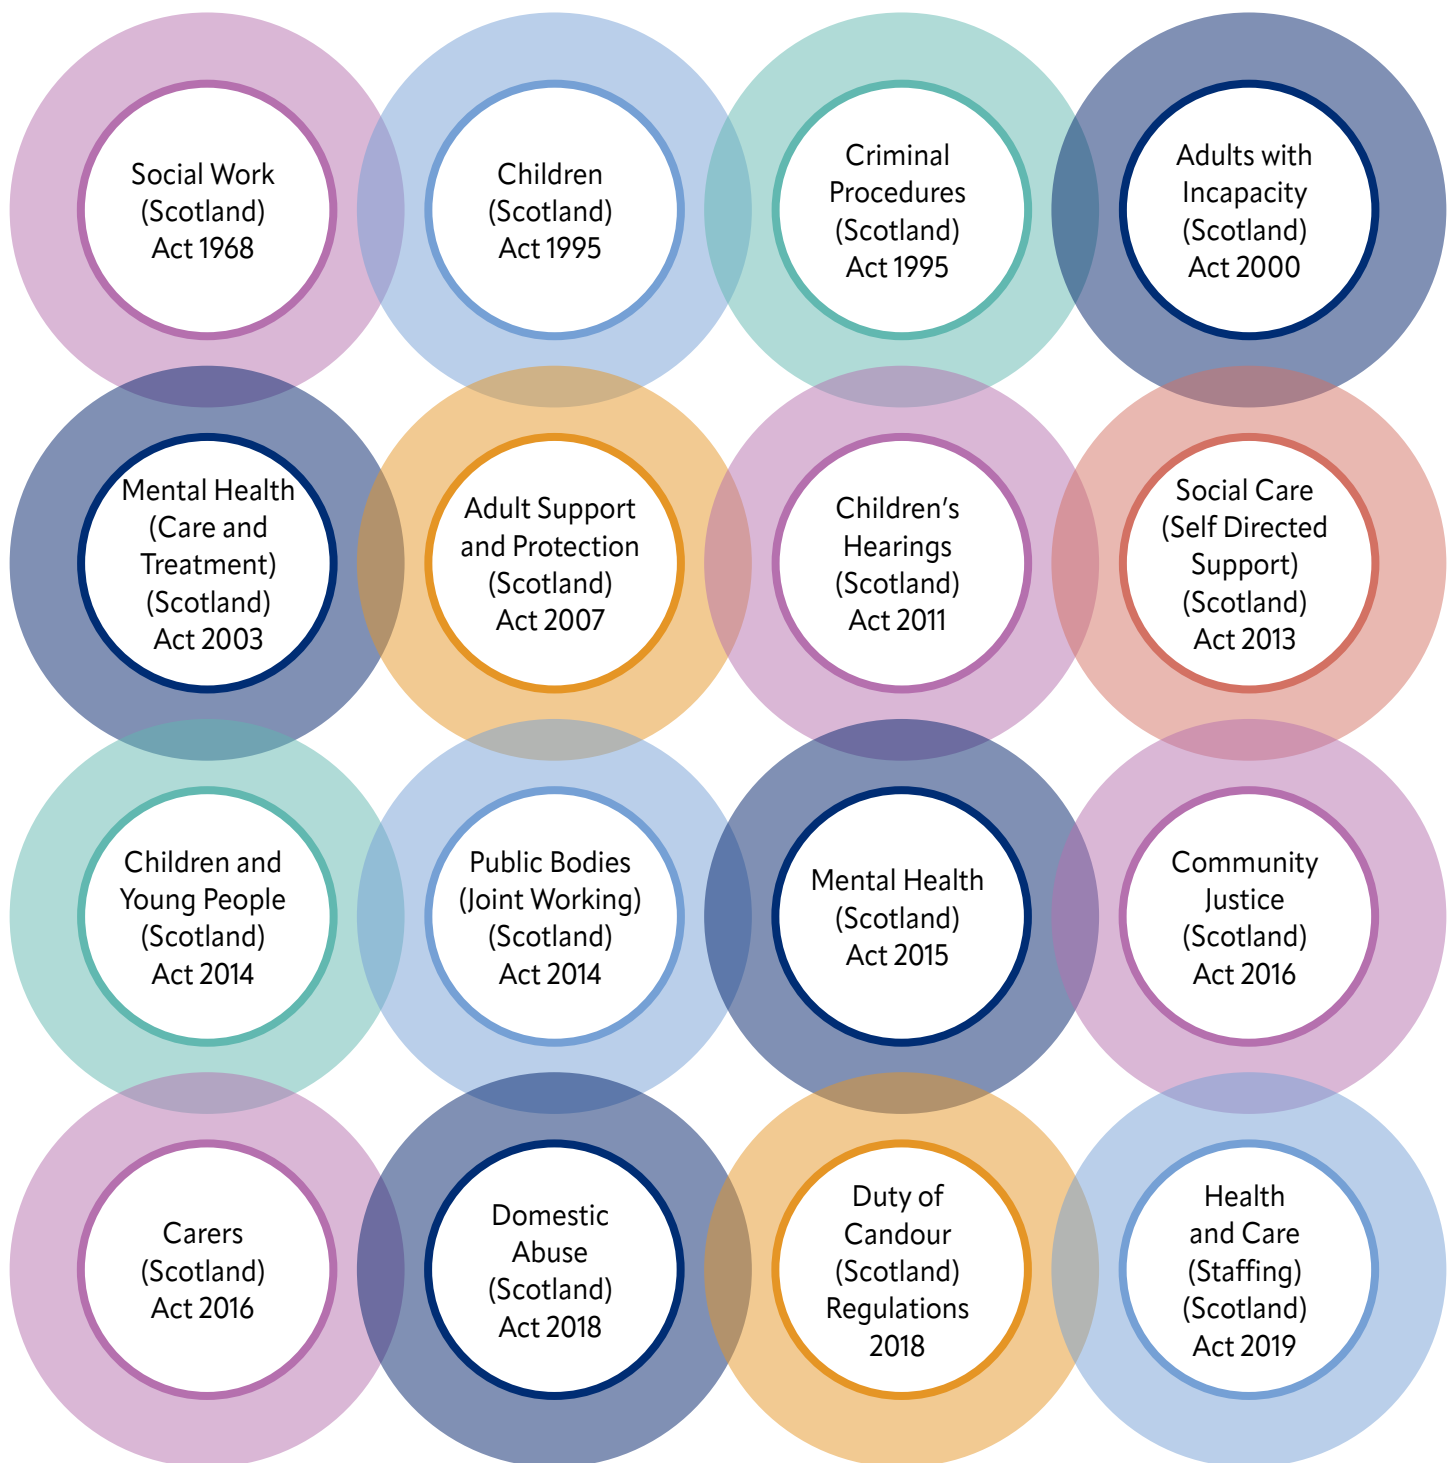 Social Work
(Scotland)
Act 1968
Children
(Scotland)
Act 1995
Criminal
Procedures
(Scotland)
Act 1995
Adults with
Incapacity
(Scotland)
Act 2000
Mental Health
(Care and
Treatment)
(Scotland)
Act 2003
Adult Support
and Protection
(Scotland)
Act 2007
Children’s
Hearings
(Scotland)
Act 2011
Social Care
(Self Directed
Support)
(Scotland)
Act 2013
Children and
Young People
(Scotland)
Act 2014
Public Bodies
(Joint Working)
(Scotland)
Act 2014
Mental Health
(Scotland)
Act 2015
Community
Justice
(Scotland)
Act 2016
Carers
(Scotland)
Act 2016
Domestic
Abuse
(Scotland)
Act 2018
Duty of
Candour
(Scotland)
Regulations
2018
Health
and Care
(Staffing)
(Scotland)
Act 2019